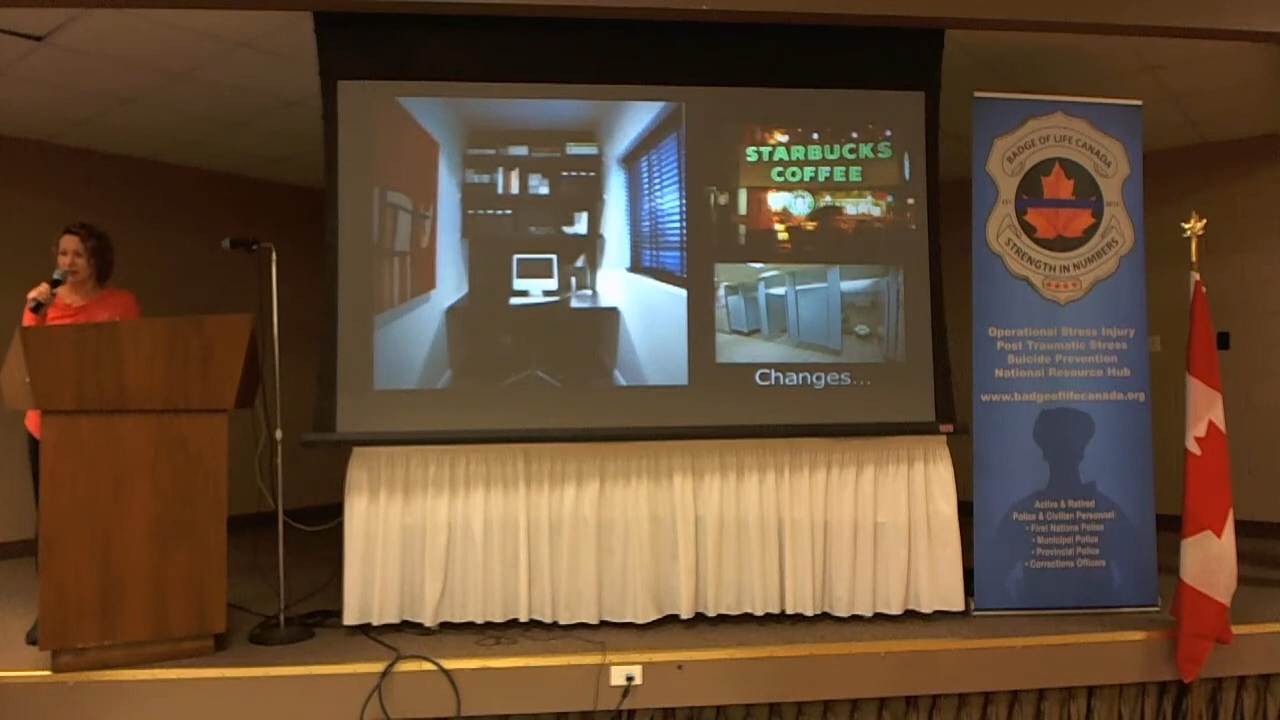 STARBUCKS
COFFEE
Changes...
BADGE OF LIFE CANADA
STRENGTH IN NUMBERS
Operational Stress Injury
Post Traumatic Stress
Suicide Prevention
National Resource Hub
www.badgeoflifecanada.org
Active & Retired
Police & Civilian Personnel:
• First Nations Police
• Municipal Police
• Provincial Police
• Corrections Officers